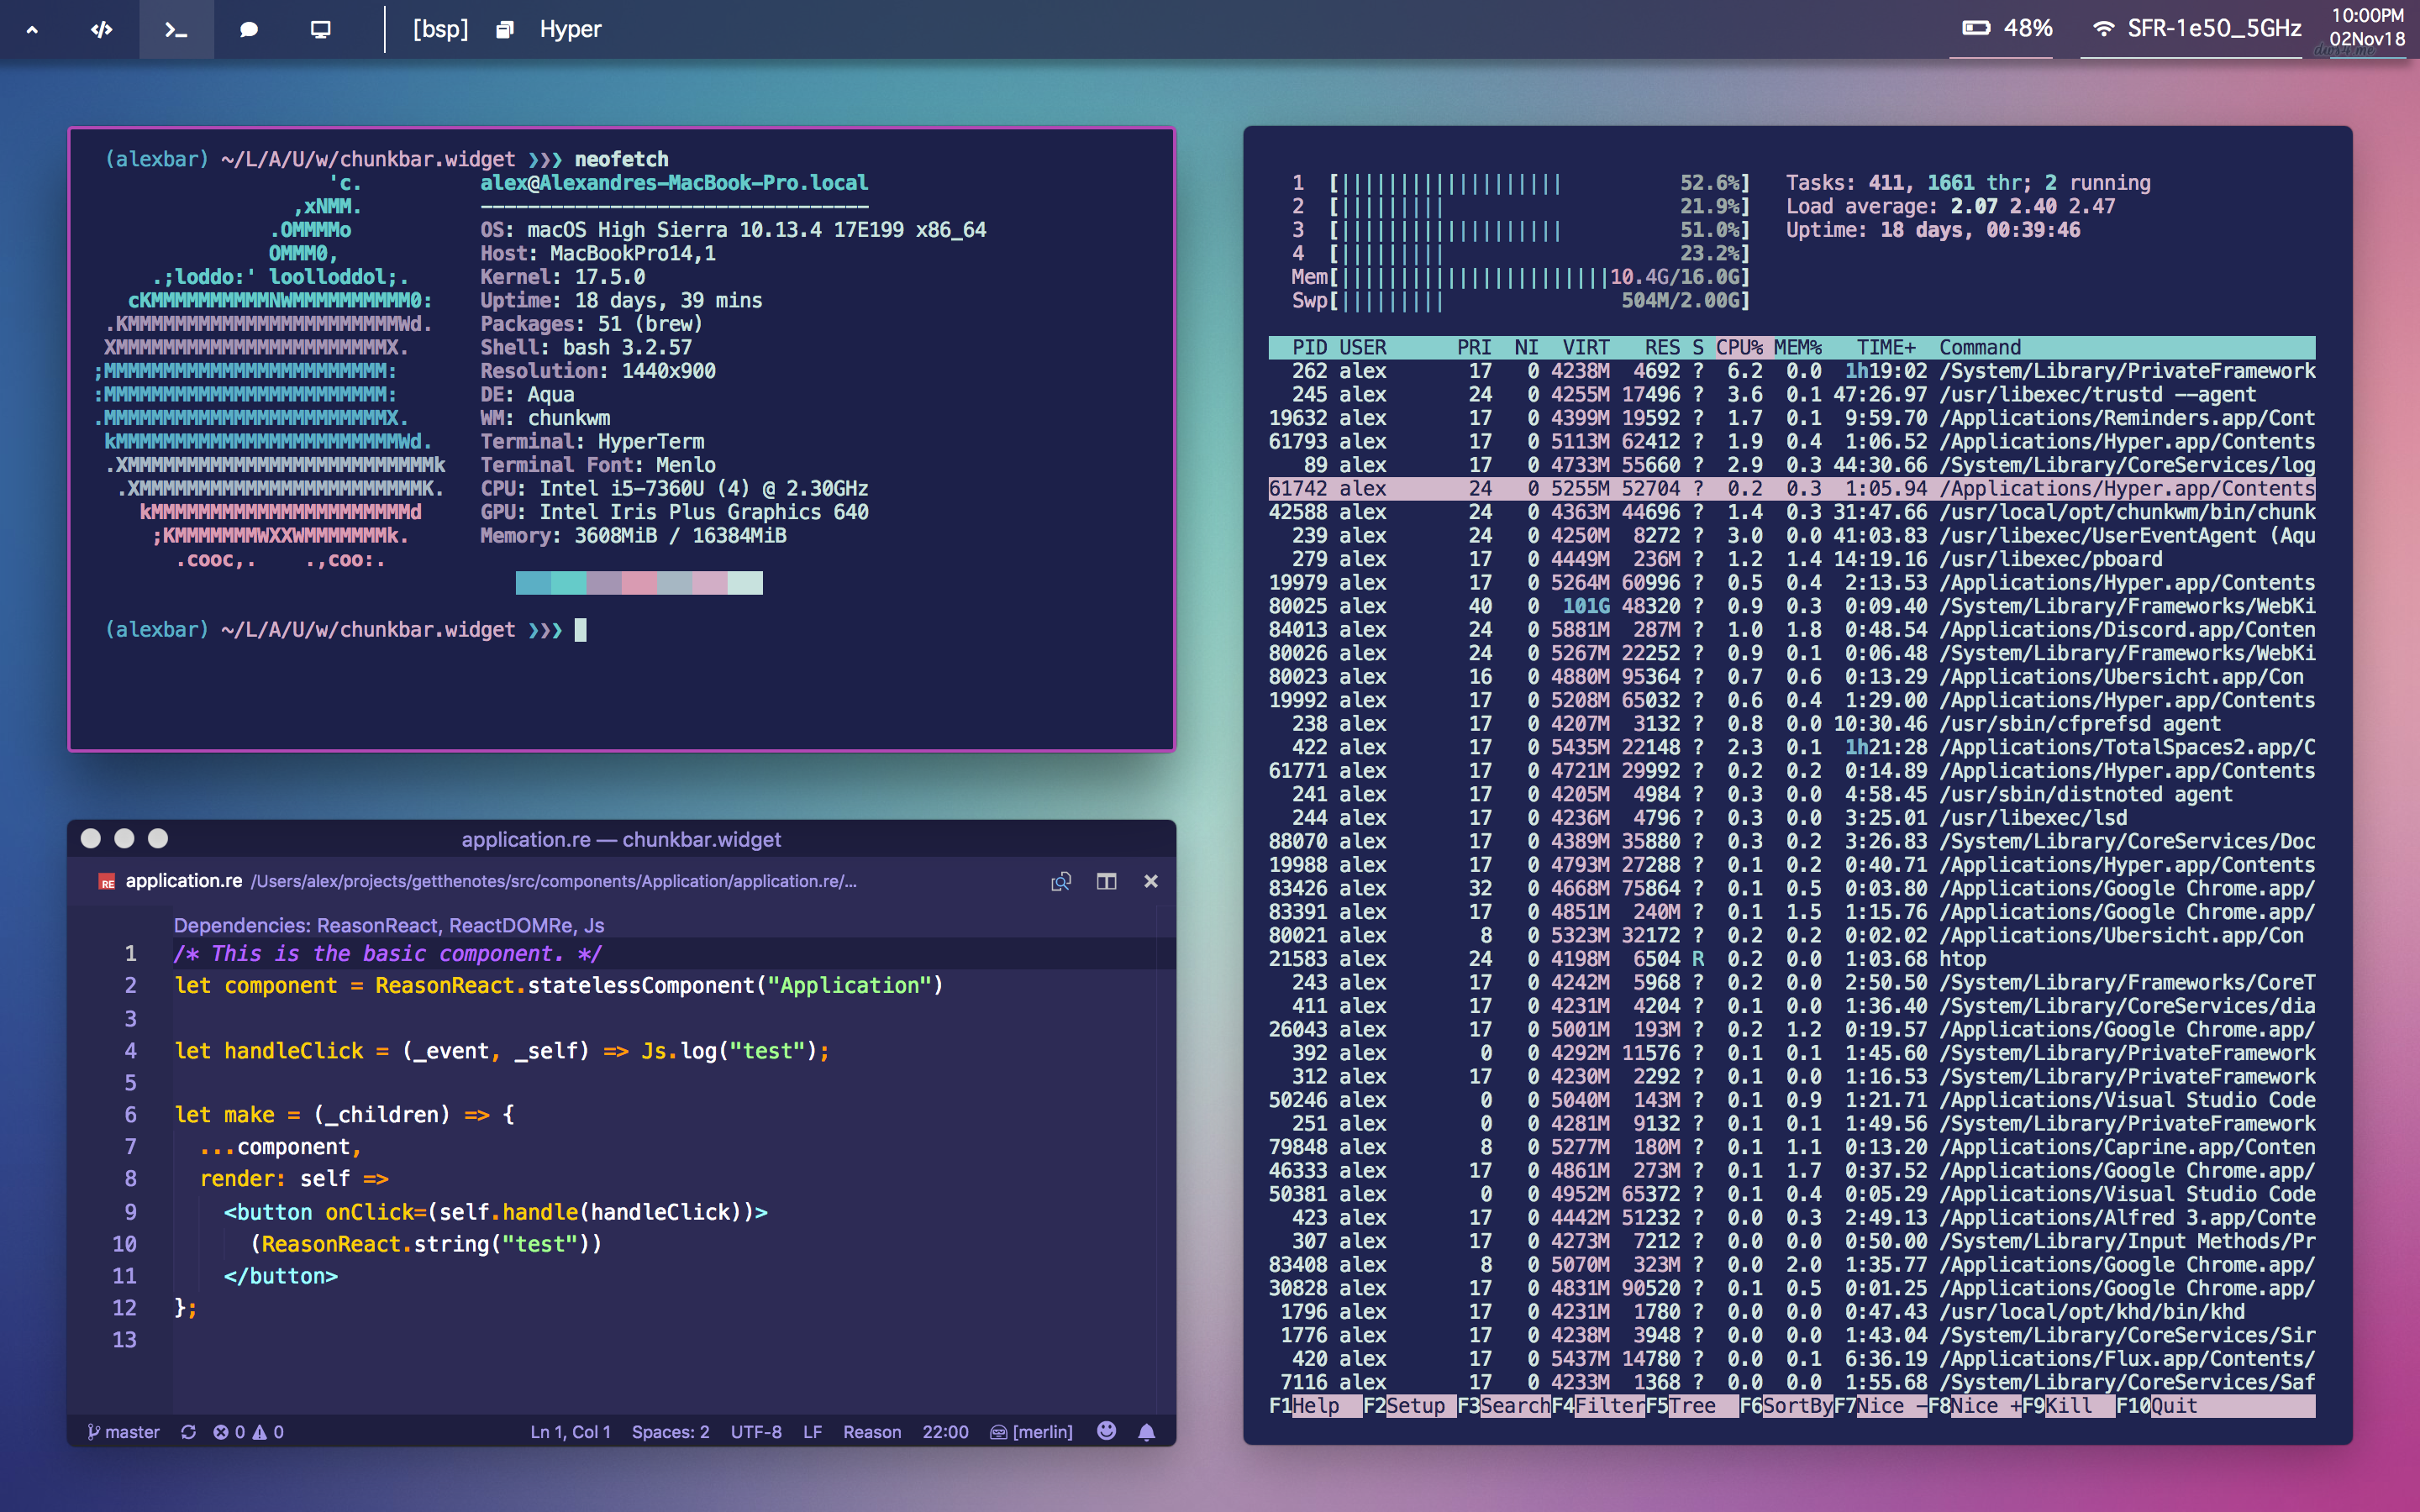 [bsp] Hyper 48% SFR-1e50_5GHz 10:00PM
02Nov18
(alexbar) ~/L/A/U/w/chunkbar.widget ❯❯❯ neofetch
'c. alex@Alexandres-MacBook-Pro.local
,xNMM. ---------------------------------
.OMMMMo OS: macOS High Sierra 10.13.4 17E199 x86_64
OMMM0, Host: MacBookPro14,1
.;loddo:' loolloddol;. Kernel: 17.5.0
cKMMMMMMMMMMNWMMMMMMMMMM0: Uptime: 18 days, 39 mins
.KMMMMMMMMMMMMMMMMMMMMMMMWd. Packages: 51 (brew)
XMMMMMMMMMMMMMMMMMMMMMMMX. Shell: bash 3.2.57
;MMMMMMMMMMMMMMMMMMMMMMMM: Resolution: 1440x900
:MMMMMMMMMMMMMMMMMMMMMMMM: DE: Aqua
.MMMMMMMMMMMMMMMMMMMMMMMMX. WM: chunkwm
kMMMMMMMMMMMMMMMMMMMMMMMMWd. Terminal: HyperTerm
.XMMMMMMMMMMMMMMMMMMMMMMMMMMk Terminal Font: Menlo
.XMMMMMMMMMMMMMMMMMMMMMMMMK. CPU: Intel i5-7360U (4) @ 2.30GHz
kMMMMMMMMMMMMMMMMMMMMMMd GPU: Intel Iris Plus Graphics 640
;KMMMMMMMWXXWMMMMMMMk. Memory: 3608MiB / 16384MiB
.cooc,. .,coo:.
(alexbar) ~/L/A/U/w/chunkbar.widget ❯❯❯
application.re — chunkbar.widget
RE application.re /Users/alex/projects/getthenotes/src/components/Application/application.re/...
Dependencies: ReasonReact, ReactDOMRe, Js
1 /* This is the basic component. */
2 let component = ReasonReact.statelessComponent("Application")
3
4 let handleClick = (_event, _self) => Js.log("test");
5
6 let make = (_children) => {
7 ...component,
8 render: self =>
9 <button onClick=(self.handle(handleClick))>
10 (ReasonReact.string("test"))
11 </button>
12 };
13
master 0 0 Ln 1, Col 1 Spaces: 2 UTF-8 LF Reason 22:00 [merlin]
1 [||||||||||||||||||| 52.6%] Tasks: 411, 1661 thr; 2 running
2 [||||||||| 21.9%] Load average: 2.07 2.40 2.47
3 [||||||||||||||||||| 51.0%] Uptime: 18 days, 00:39:46
4 [||||||||| 23.2%]
Mem[|||||||||||||||||||||||10.4G/16.0G]
Swp[||||||||| 504M/2.00G]
PID USER PRI NI VIRT RES S CPU% MEM% TIME+ Command
262 alex 17 0 4238M 4692 ? 6.2 0.0 1h19:02 /System/Library/PrivateFramework
245 alex 24 0 4255M 17496 ? 3.6 0.1 47:26.97 /usr/libexec/trustd --agent
19632 alex 17 0 4399M 19592 ? 1.7 0.1 9:59.70 /Applications/Reminders.app/Cont
61793 alex 17 0 5113M 62412 ? 1.9 0.4 1:06.52 /Applications/Hyper.app/Contents
89 alex 17 0 4733M 55660 ? 2.9 0.3 44:30.66 /System/Library/CoreServices/log
61742 alex 24 0 5255M 52704 ? 0.2 0.3 1:05.94 /Applications/Hyper.app/Contents
42588 alex 24 0 4363M 44696 ? 1.4 0.3 31:47.66 /usr/local/opt/chunkwm/bin/chunk
239 alex 24 0 4250M 8272 ? 3.0 0.0 41:03.83 /usr/libexec/UserEventAgent (Aqu
279 alex 17 0 4449M 236M ? 1.2 1.4 14:19.16 /usr/libexec/pboard
19979 alex 17 0 5264M 60996 ? 0.5 0.4 2:13.53 /Applications/Hyper.app/Contents
80025 alex 40 0 101G 48320 ? 0.9 0.3 0:09.40 /System/Library/Frameworks/WebKi
84013 alex 24 0 5881M 287M ? 1.0 1.8 0:48.54 /Applications/Discord.app/Conten
80026 alex 24 0 5267M 22252 ? 0.9 0.1 0:06.48 /System/Library/Frameworks/WebKi
80023 alex 16 0 4880M 95364 ? 0.7 0.6 0:13.29 /Applications/Übersicht.app/Con
19992 alex 17 0 5208M 65032 ? 0.6 0.4 1:29.00 /Applications/Hyper.app/Contents
238 alex 17 0 4207M 3132 ? 0.8 0.0 10:30.46 /usr/sbin/cfprefsd agent
422 alex 17 0 5435M 22148 ? 2.3 0.1 1h21:28 /Applications/TotalSpaces2.app/C
61771 alex 17 0 4721M 29992 ? 0.2 0.2 0:14.89 /Applications/Hyper.app/Contents
241 alex 17 0 4205M 4984 ? 0.3 0.0 4:58.45 /usr/sbin/distnoted agent
244 alex 17 0 4236M 4796 ? 0.3 0.0 3:25.01 /usr/libexec/lsd
88070 alex 17 0 4389M 35880 ? 0.3 0.2 3:26.83 /System/Library/CoreServices/Doc
19988 alex 17 0 4793M 27288 ? 0.1 0.2 0:40.71 /Applications/Hyper.app/Contents
83426 alex 32 0 4668M 75864 ? 0.1 0.5 0:03.80 /Applications/Google Chrome.app/
83391 alex 17 0 4851M 240M ? 0.1 1.5 1:15.76 /Applications/Google Chrome.app/
80021 alex 8 0 5323M 32172 ? 0.2 0.2 0:02.02 /Applications/Übersicht.app/Con
21583 alex 24 0 4198M 6504 R 0.2 0.0 1:03.68 htop
243 alex 17 0 4242M 5968 ? 0.2 0.0 2:50.50 /System/Library/Frameworks/CoreT
411 alex 17 0 4231M 4204 ? 0.1 0.0 1:36.40 /System/Library/CoreServices/dia
26043 alex 17 0 5001M 193M ? 0.2 1.2 0:19.57 /Applications/Google Chrome.app/
392 alex 0 0 4292M 11576 ? 0.1 0.1 1:45.60 /System/Library/PrivateFramework
312 alex 17 0 4230M 2292 ? 0.1 0.0 1:16.53 /System/Library/PrivateFramework
50246 alex 0 0 5040M 143M ? 0.1 0.9 1:21.71 /Applications/Visual Studio Code
251 alex 0 0 4281M 9132 ? 0.1 0.1 1:49.56 /System/Library/PrivateFramework
79848 alex 8 0 5277M 180M ? 0.1 1.1 0:13.20 /Applications/Caprine.app/Conten
46333 alex 17 0 4861M 273M ? 0.1 1.7 0:37.52 /Applications/Google Chrome.app/
50381 alex 0 0 4952M 65372 ? 0.1 0.4 0:05.29 /Applications/Visual Studio Code
423 alex 17 0 4442M 51232 ? 0.0 0.3 2:49.13 /Applications/Alfred 3.app/Conte
307 alex 17 0 4273M 7212 ? 0.0 0.0 0:50.00 /System/Library/Input Methods/Pr
83408 alex 8 0 5070M 323M ? 0.0 2.0 1:35.77 /Applications/Google Chrome.app/
30828 alex 17 0 4831M 90520 ? 0.1 0.5 0:01.25 /Applications/Google Chrome.app/
1796 alex 17 0 4231M 1780 ? 0.0 0.0 0:47.43 /usr/local/opt/khd/bin/khd
1776 alex 17 0 4238M 3948 ? 0.0 0.0 1:43.04 /System/Library/CoreServices/Sir
420 alex 17 0 5437M 14780 ? 0.0 0.1 6:36.19 /Applications/Flux.app/Contents/
7116 alex 17 0 4233M 1368 ? 0.0 0.0 1:55.68 /System/Library/CoreServices/Saf
F1Help F2Setup F3SearchF4FilterF5Tree F6SortByF7Nice -F8Nice +F9Kill F10Quit